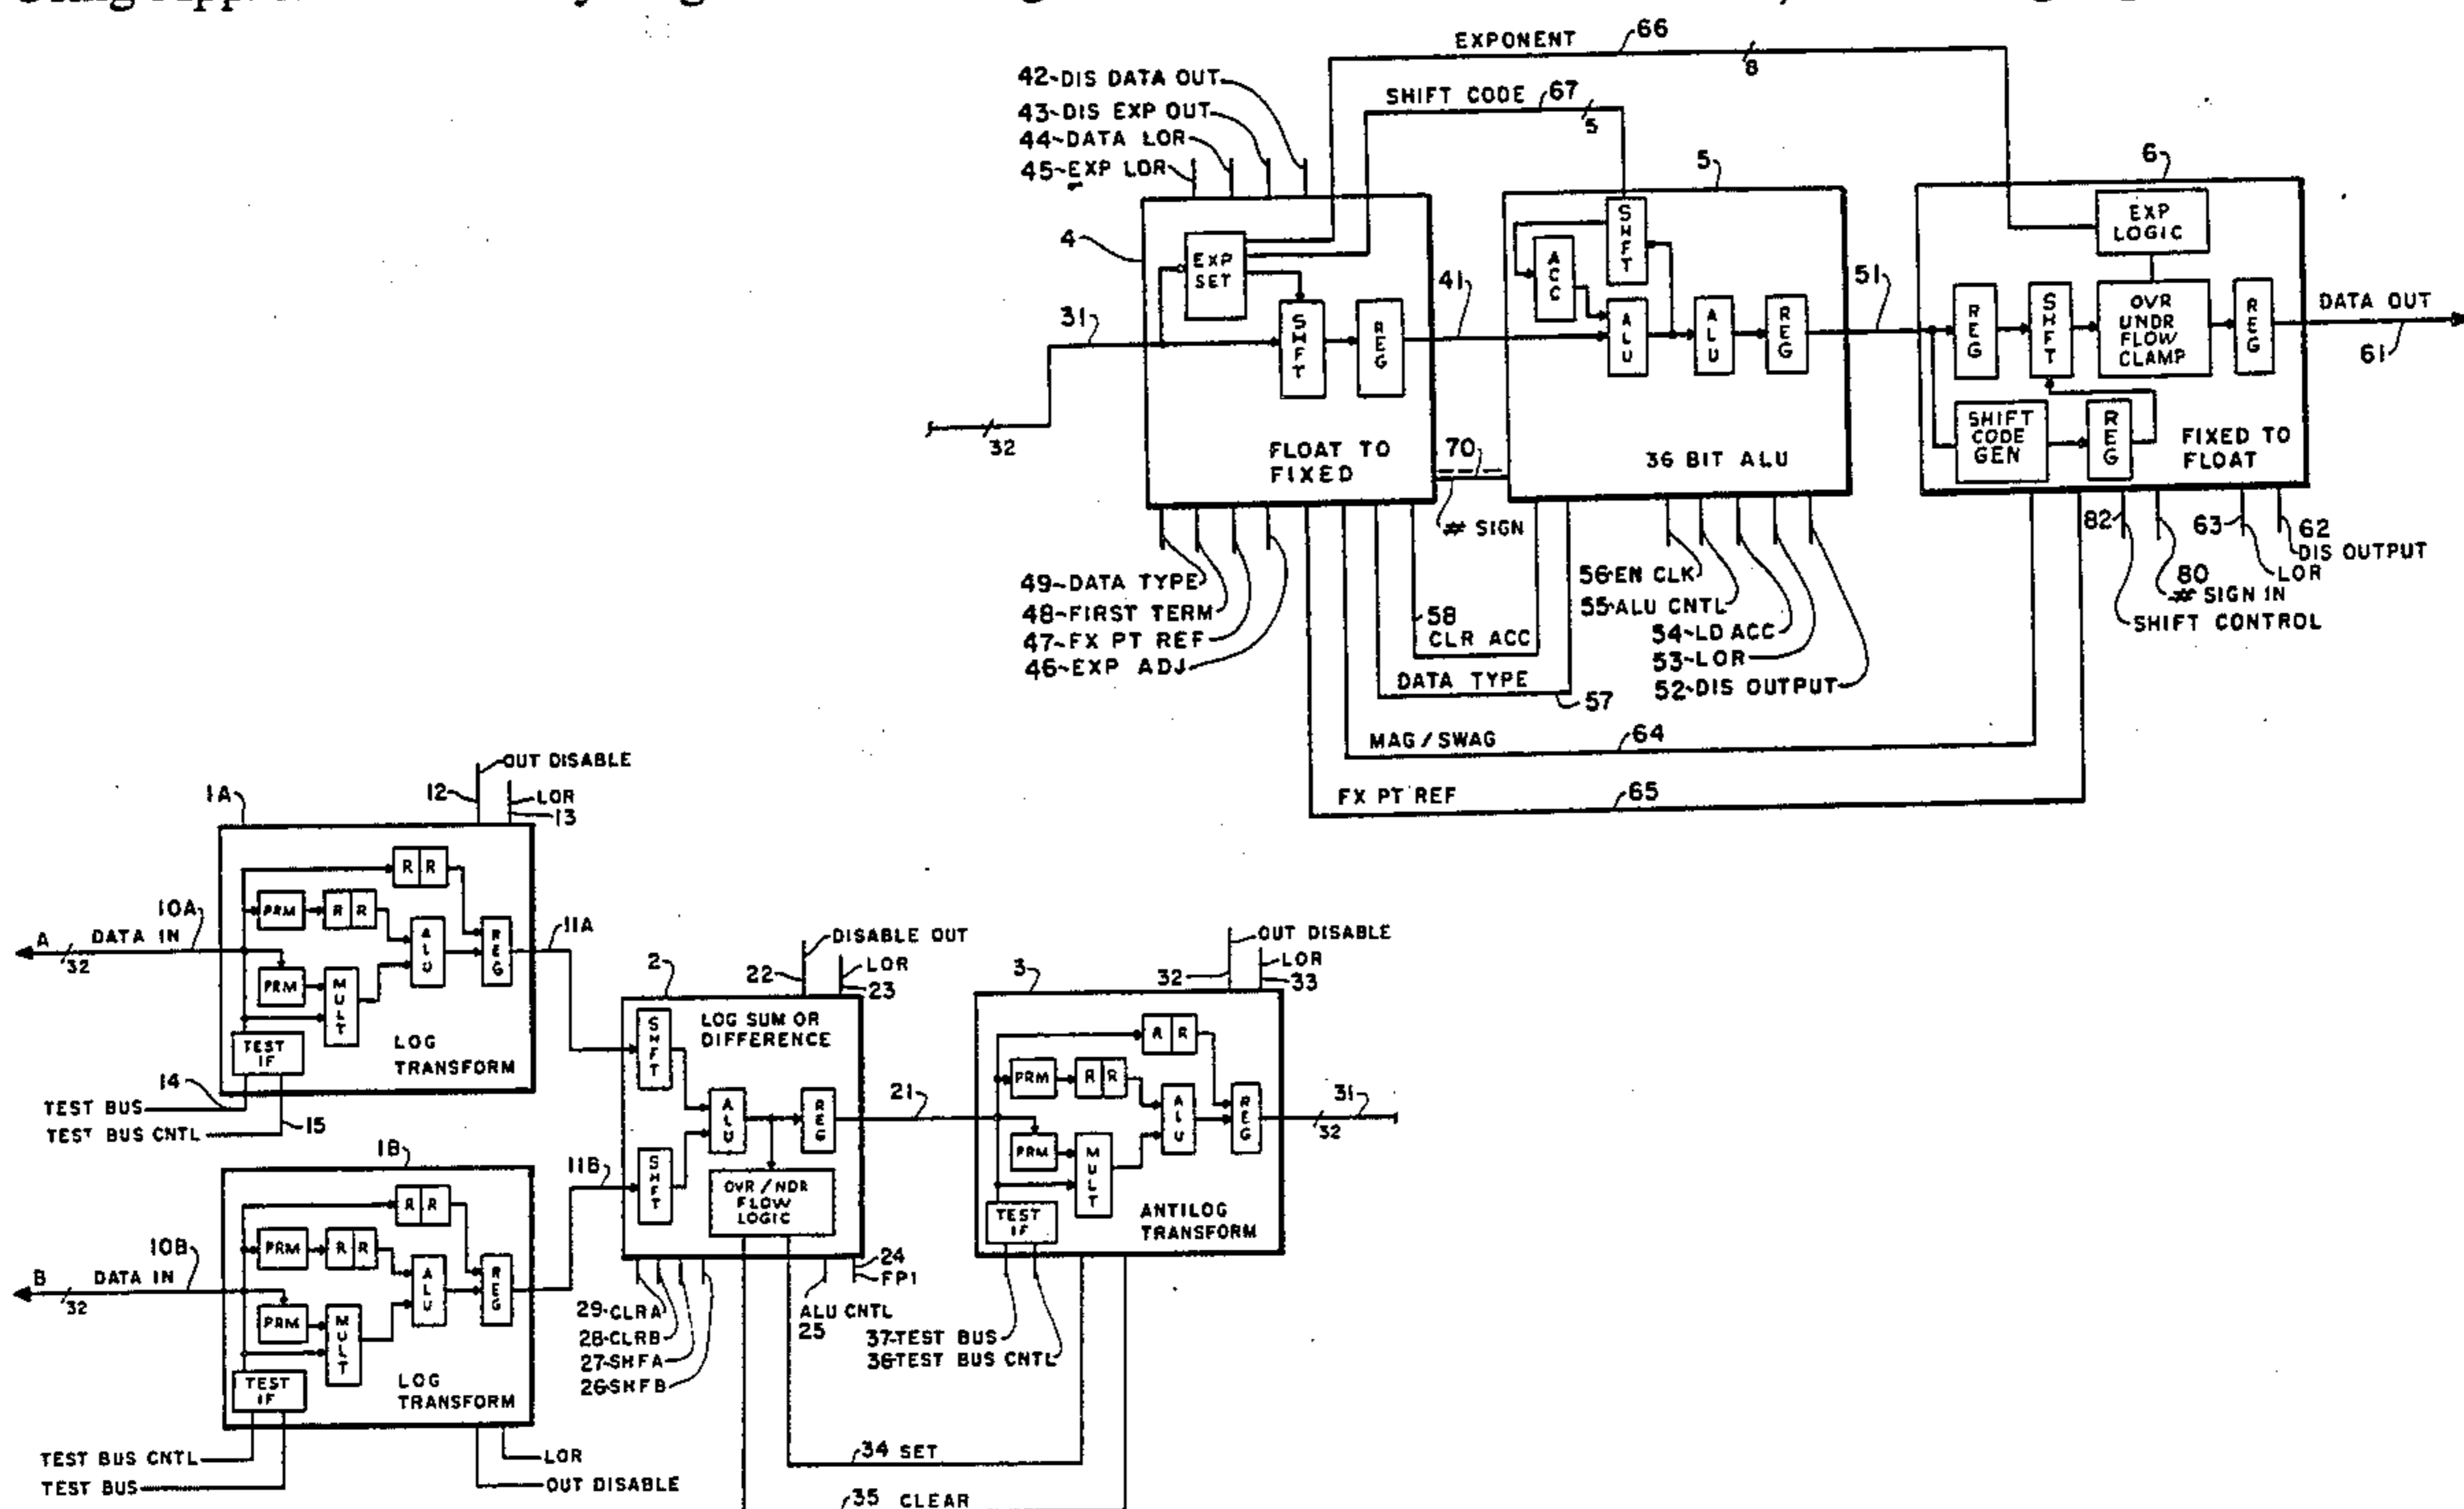 EXPONENT 66
8
42-DIS DATA OUT
43-DIS EXP OUT
44-DATA LOR
45-EXP LOR
SHIFT CODE 67
5
4
EXP
SET
31
32
SHFT
REG
41
FLOAT TO
FIXED
70
# SIGN
5
SHFT
ACC
ALU
ALU
REG
36 BIT ALU
51
6
EXP
LOGIC
REG
SHFT
OVR
UNDR
FLOW
CLAMP
REG
DATA OUT
61
SHIFT
CODE
GEN
REG
FIXED TO
FLOAT
49-DATA TYPE
48-FIRST TERM
47-FX PT REF
46-EXP ADJ
58
CLR ACC
DATA TYPE
57
56-EN CLK
55-ALU CNTL
54-LD ACC
53-LOR
52-DIS OUTPUT
82
80
63
62
DIS OUTPUT
LOR
# SIGN IN
SHIFT CONTROL
MAG/SWAG 64
FX PT REF 65
1A
12
OUT DISABLE
LOR
13
10A
A
32
DATA IN
R R
PRM
R R
PRM
MULT
ALU
REG
11A
TEST
IF
LOG
TRANSFORM
14
TEST BUS
TEST BUS CNTL
15
1B
10B
B
32
DATA IN
R R
PRM
R R
PRM
MULT
ALU
REG
11B
TEST
IF
LOG
TRANSFORM
TEST BUS CNTL
TEST BUS
LOR
OUT DISABLE
2
22
DISABLE OUT
LOR
23
LOG SUM OR
DIFFERENCE
SHFT
SHFT
ALU
REG
OVR/NDR
FLOW
LOGIC
21
29-CLRA
28-CLRB
27-SHFA
26-SHFB
ALU CNTL
25
24
FP1
3
32
OUT DISABLE
LOR
33
R R
PRM
R R
PRM
MULT
ALU
REG
TEST
IF
ANTILOG
TRANSFORM
31
32
37-TEST BUS
36-TEST BUS CNTL
34 SET
35 CLEAR